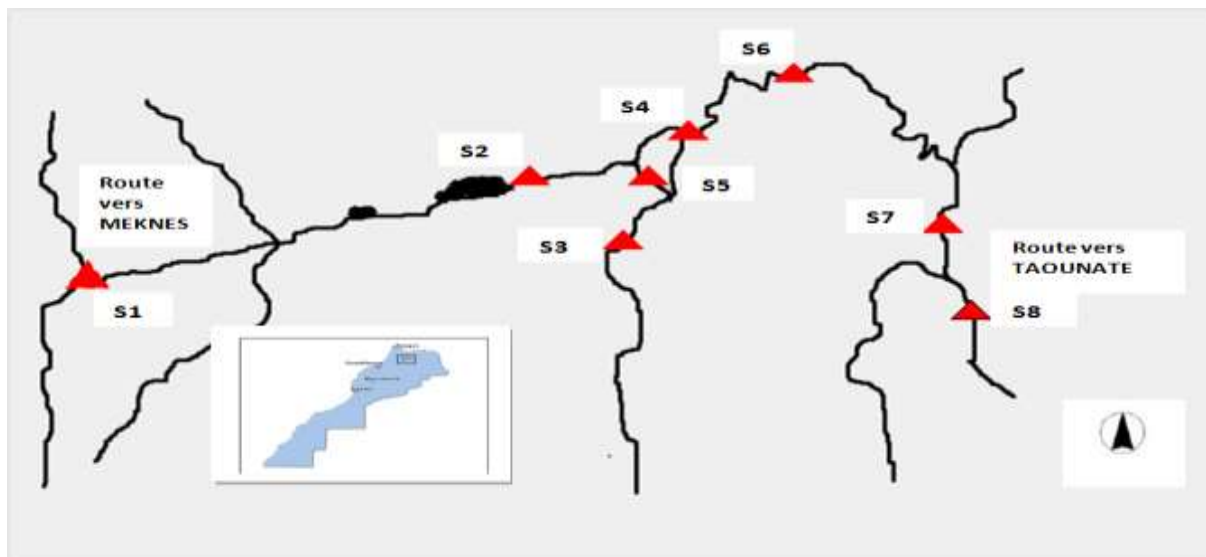 S6
S4
S2
Route
vers
MEKNES
S5
S7
S3
Route vers
TAOUNATE
S1
S8